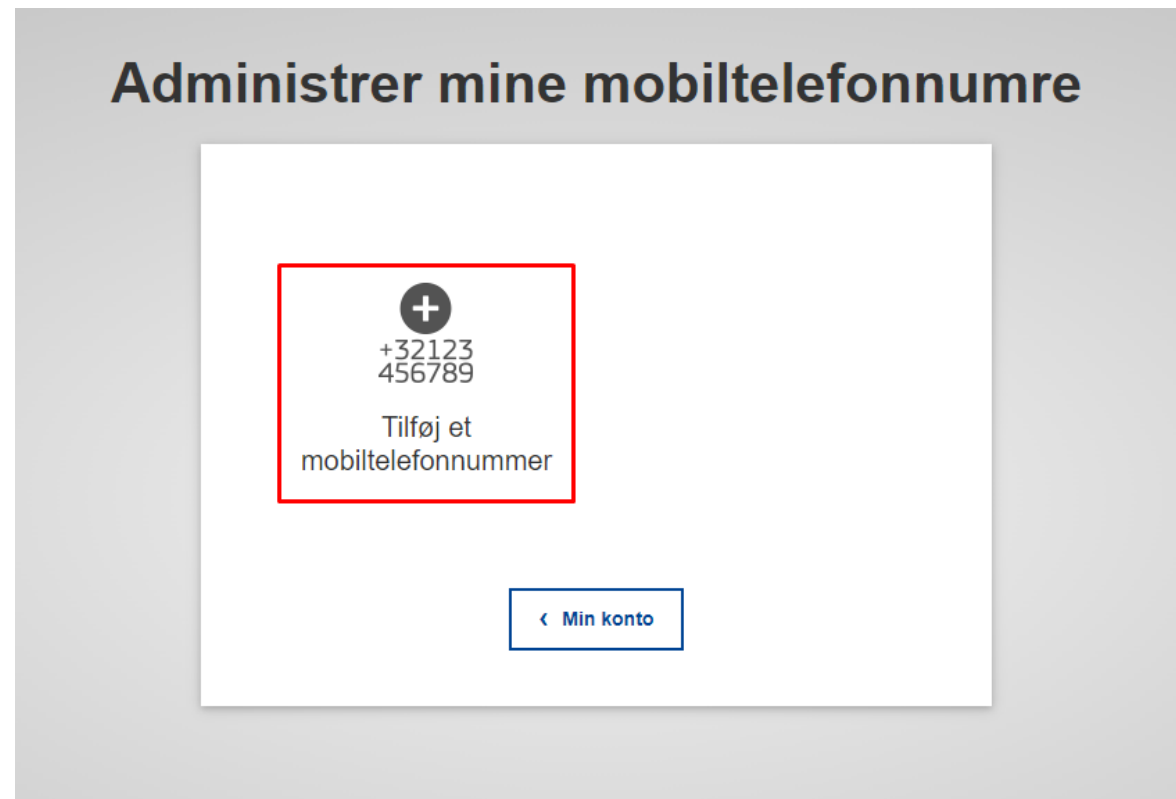 Administrer mine mobiltelefonnumre
+32123
456789
Tilføj et
mobiltelefonnummer
‹ Min konto